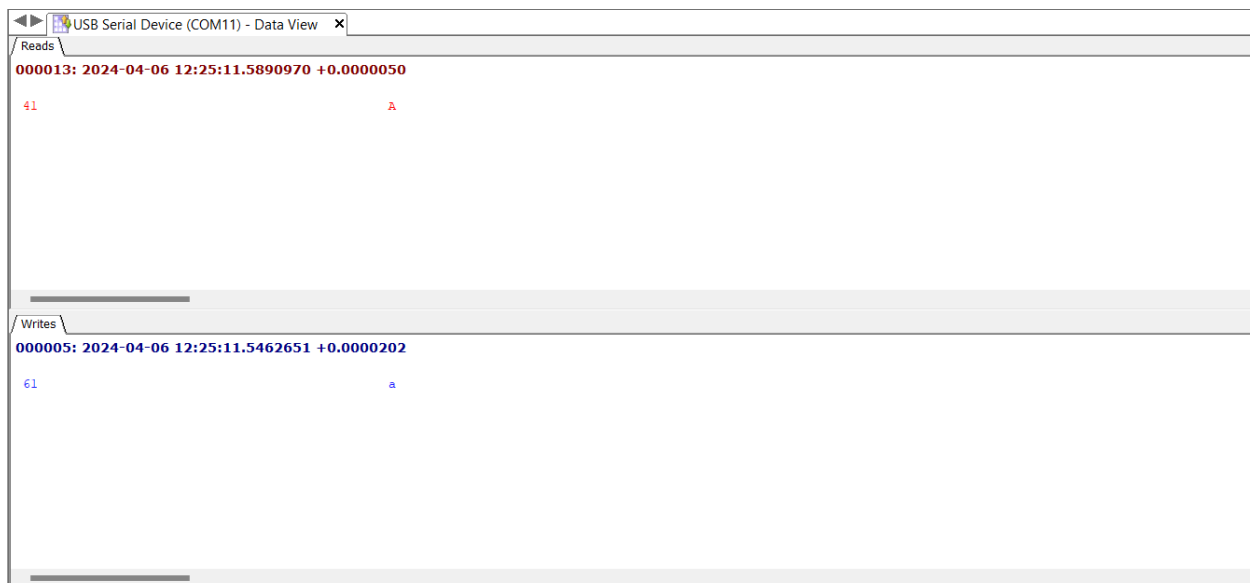 USB Serial Device (COM11) - Data View
Reads
000013: 2024-04-06 12:25:11.5890970 +0.0000050
41 A
Writes
000005: 2024-04-06 12:25:11.5462651 +0.0000202
61 a